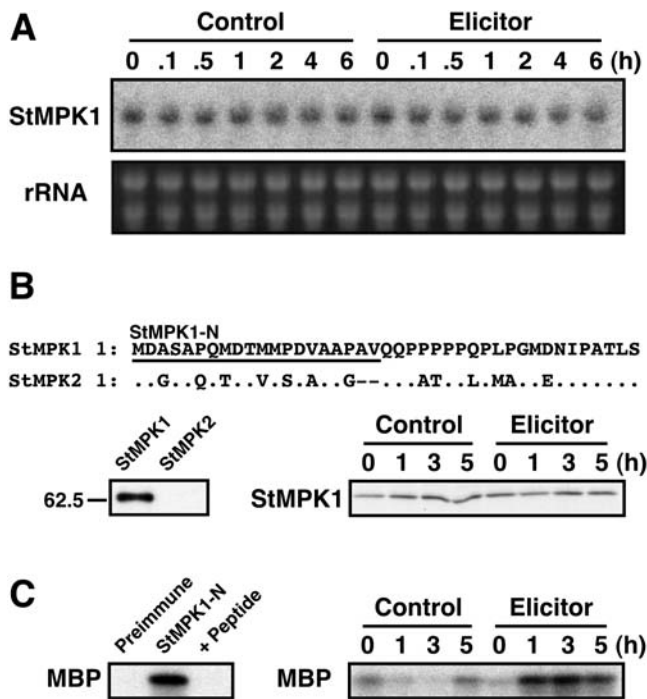 A
Control Elicitor
0 .1 .5 1 2 4 6 0 .1 .5 1 2 4 6 (h)
StMPK1
rRNA
B
StMPK1-N
StMPK1 1: MDASAPQMDTMMPDVAAPAVQQPPPPPQPLPGMDNIPATLS
StMPK2 1: ..G..Q.T..V.S.A..G--...AT..L.MA..E.......
StMPK1 StMPK2
62.5
Control Elicitor
0 1 3 5 0 1 3 5 (h)
StMPK1
C
Preimmune StMPK1-N + Peptide
MBP
Control Elicitor
0 1 3 5 0 1 3 5 (h)
MBP